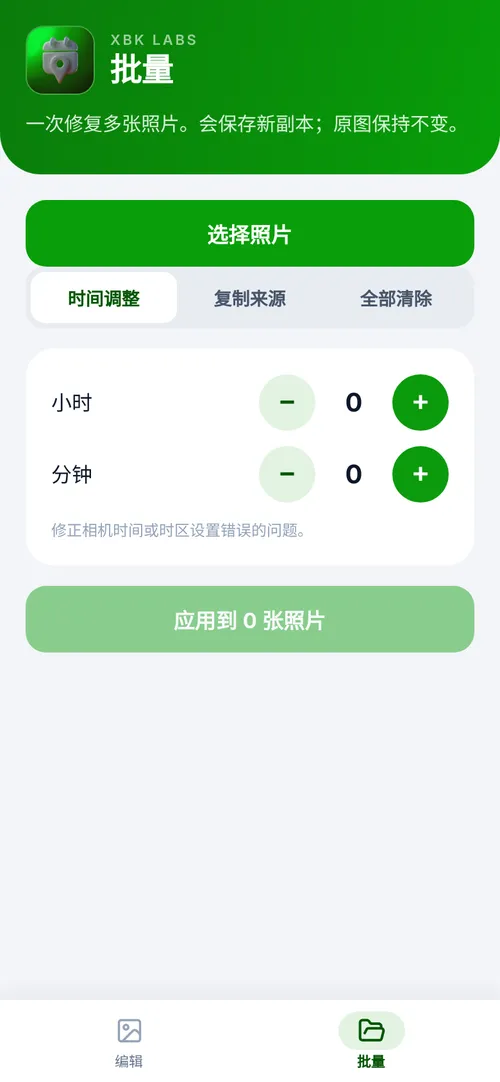 XBK LABS
批量
一次修复多张照片。会保存新副本；原图保持不变。
选择照片
时间调整
复制来源
全部清除
小时
− 0 +
分钟
− 0 +
修正相机时间或时区设置错误的问题。
应用到 0 张照片
编辑
批量